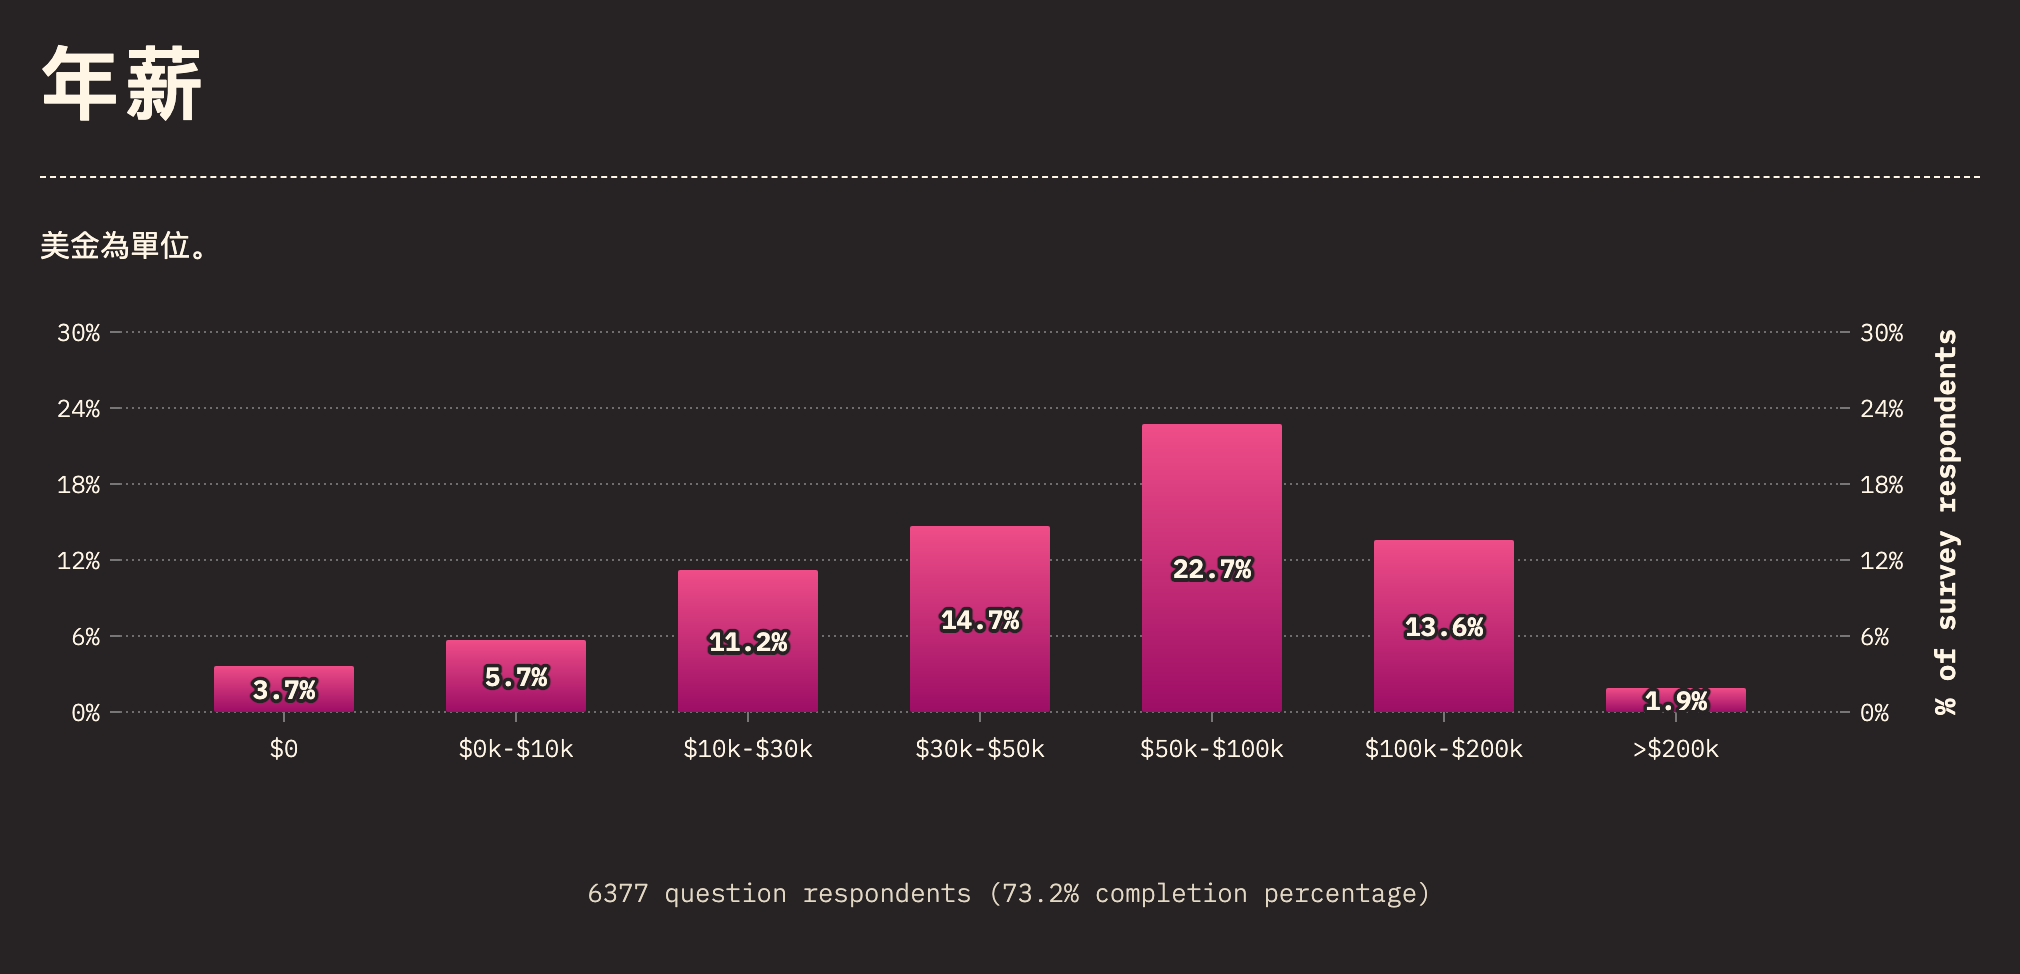 年薪
美金為單位。
30%
24%
18%
12%
6%
0%
30%
24%
18%
12%
6%
0%
% of survey respondents
3.7%
5.7%
11.2%
14.7%
22.7%
13.6%
1.9%
$0
$0k-$10k
$10k-$30k
$30k-$50k
$50k-$100k
$100k-$200k
>$200k
6377 question respondents (73.2% completion percentage)